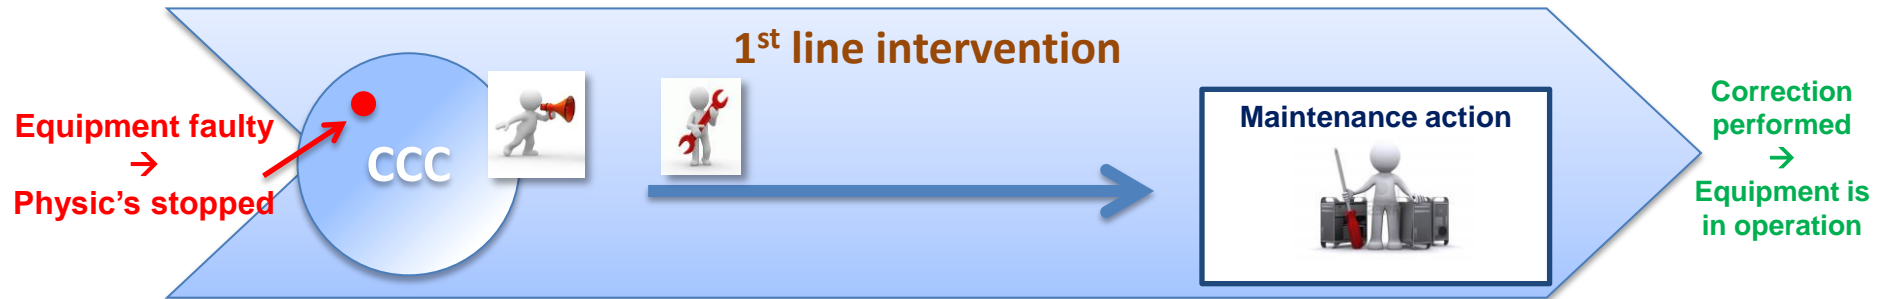 1st line intervention
Equipment faulty
→
Physic's stopped
CCC
Maintenance action
Correction
performed
→
Equipment is
in operation